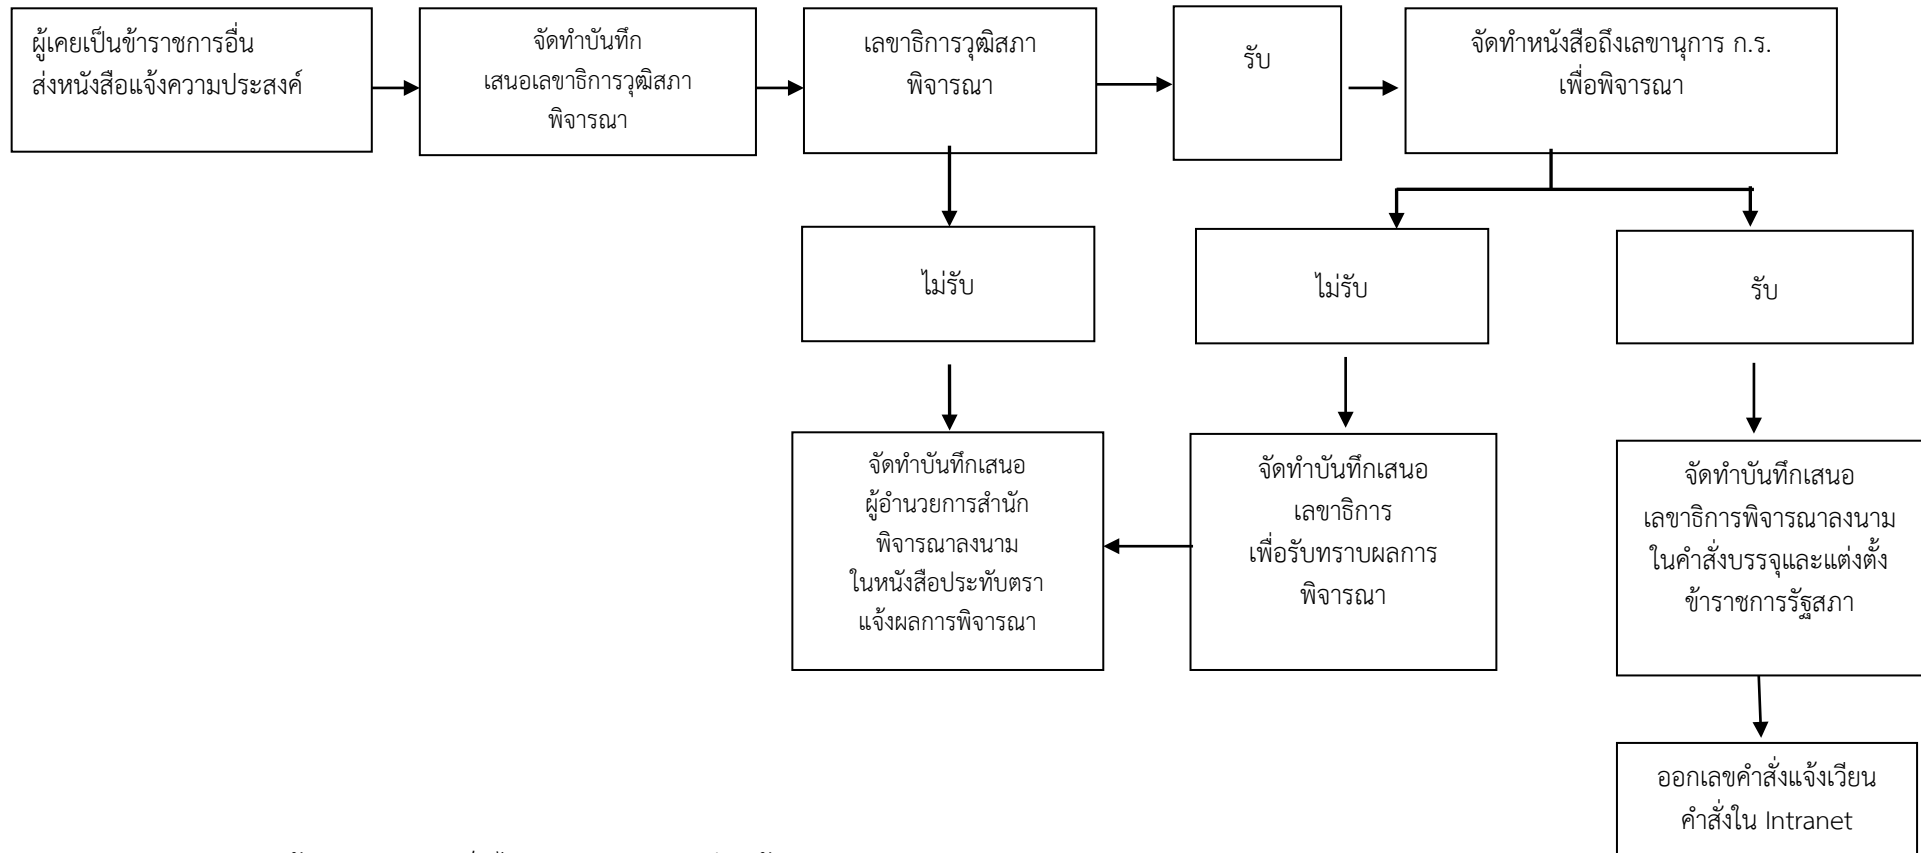 ผู้เคยเป็นข้าราชการอื่น
ส่งหนังสือแจ้งความประสงค์
จัดทำบันทึก
เสนอเลขาธิการวุฒิสภา
พิจารณา
เลขาธิการวุฒิสภา
พิจารณา
รับ
จัดทำหนังสือถึงเลขานุการ ก.ร.
เพื่อพิจารณา
ไม่รับ
ไม่รับ
รับ
จัดทำบันทึกเสนอ
ผู้อำนวยการสำนัก
พิจารณาลงนาม
ในหนังสือประทับตรา
แจ้งผลการพิจารณา
จัดทำบันทึกเสนอ
เลขาธิการ
เพื่อรับทราบผลการ
พิจารณา
จัดทำบันทึกเสนอ
เลขาธิการพิจารณาลงนาม
ในคำสั่งบรรจุและแต่งตั้ง
ข้าราชการรัฐสภา
ออกเลขคำสั่งแจ้งเวียน
คำสั่งใน Intranet